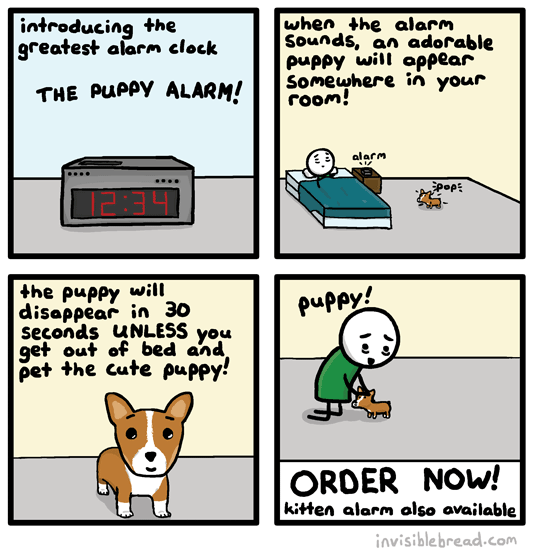 introducing the
greatest alarm clock
THE PUPPY ALARM!
12:34
when the alarm
sounds, an adorable
puppy will appear
somewhere in your
room!
alarm
pop
the puppy will
disappear in 30
seconds UNLESS you
get out of bed and
pet the cute puppy!
puppy!
ORDER NOW!
kitten alarm also available
invisiblebread.com